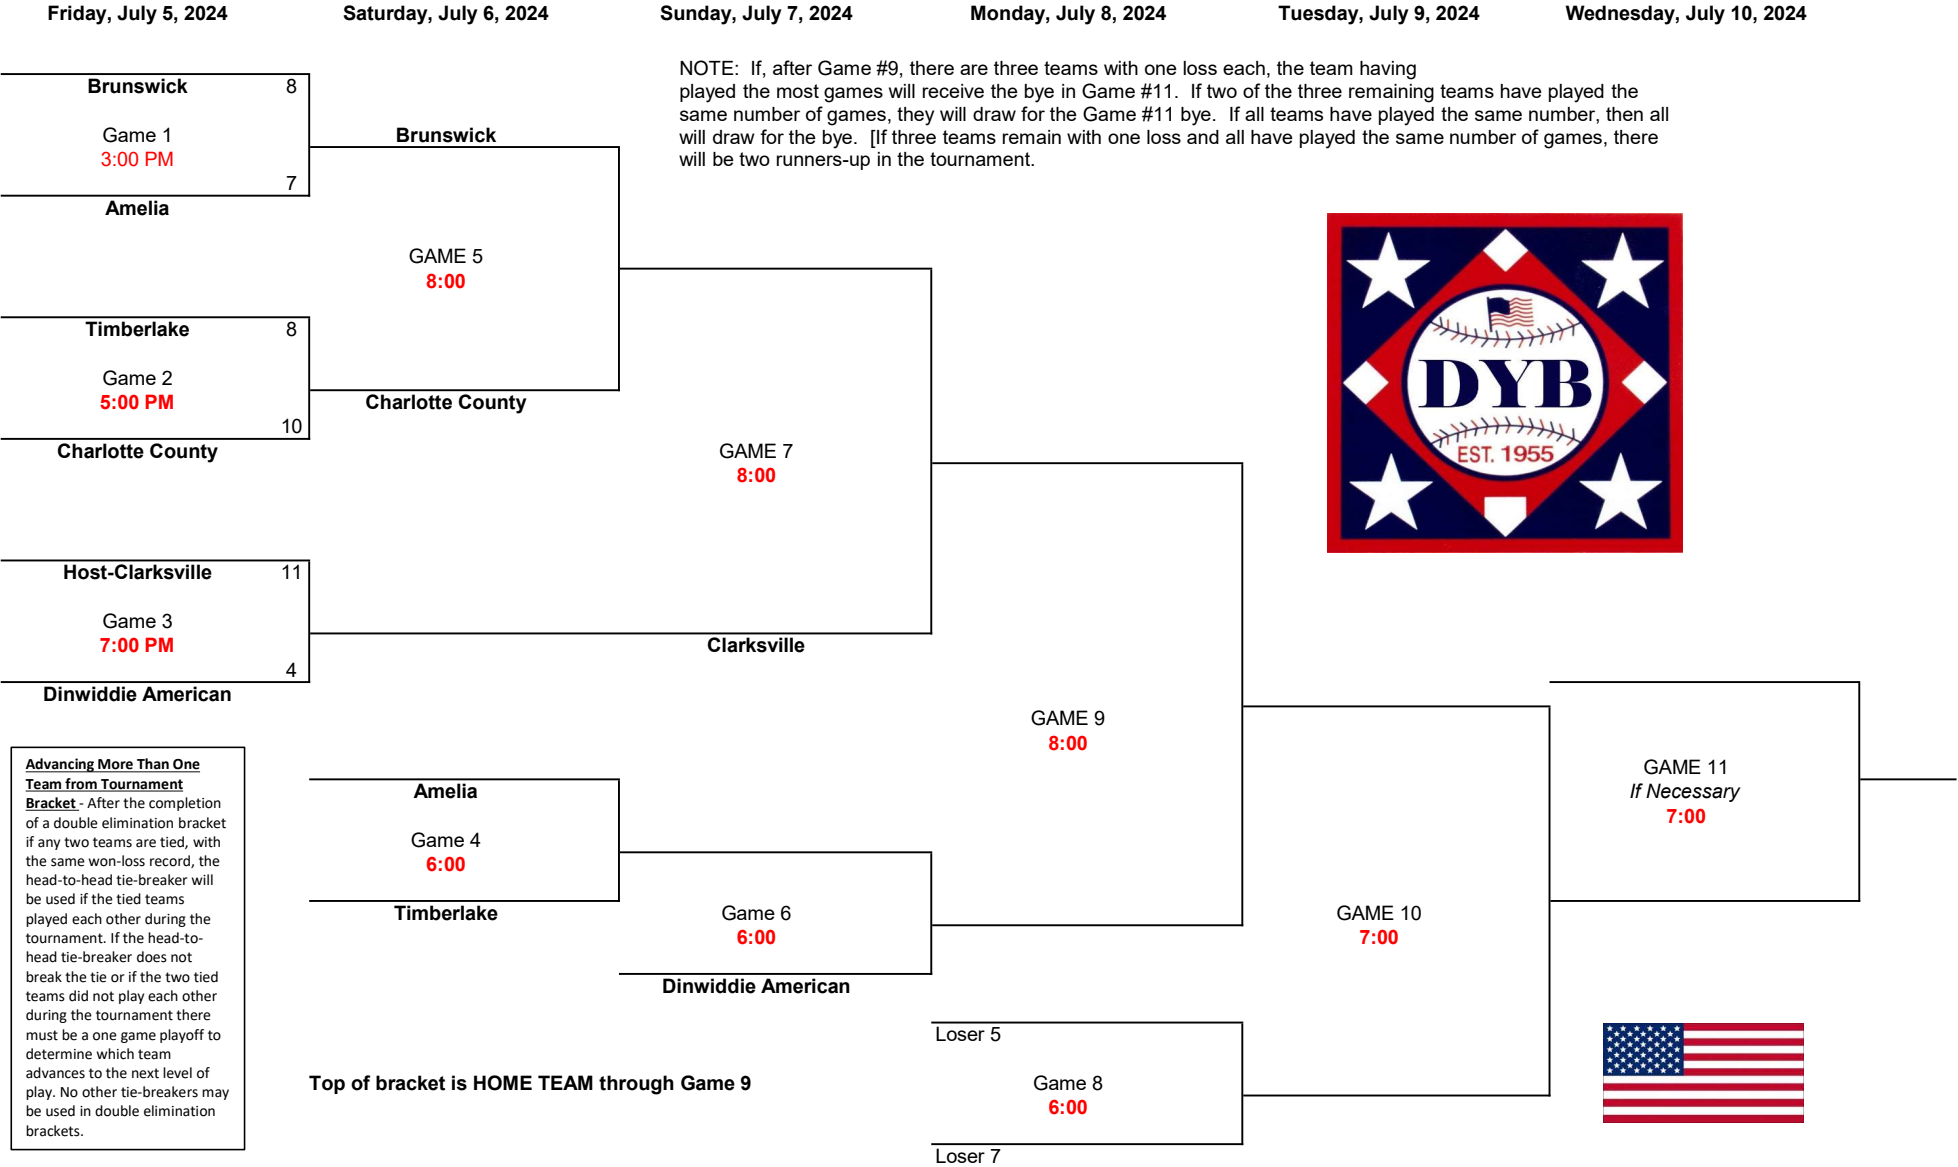 Friday, July 5, 2024
Saturday, July 6, 2024
Sunday, July 7, 2024
Monday, July 8, 2024
Tuesday, July 9, 2024
Wednesday, July 10, 2024
NOTE: If, after Game #9, there are three teams with one loss each, the team having
played the most games will receive the bye in Game #11. If two of the three remaining teams have played the
same number of games, they will draw for the Game #11 bye. If all teams have played the same number, then all
will draw for the bye. [If three teams remain with one loss and all have played the same number of games, there
will be two runners-up in the tournament.
Brunswick 8
Game 1
3:00 PM
7
Amelia
Brunswick
GAME 5
8:00
Charlotte County
Timberlake 8
Game 2
5:00 PM
10
Charlotte County
GAME 7
8:00
Clarksville
Host-Clarksville 11
Game 3
7:00 PM
4
Dinwiddie American
DYB
EST. 1955
GAME 9
8:00
GAME 11
If Necessary
7:00
Advancing More Than One
Team from Tournament
Bracket - After the completion
of a double elimination bracket
if any two teams are tied, with
the same won-loss record, the
head-to-head tie-breaker will
be used if the tied teams
played each other during the
tournament. If the head-to-
head tie-breaker does not
break the tie or if the two tied
teams did not play each other
during the tournament there
must be a one game playoff to
determine which team
advances to the next level of
play. No other tie-breakers may
be used in double elimination
brackets.
Amelia
Game 4
6:00
Timberlake
Game 6
6:00
Dinwiddie American
GAME 10
7:00
Loser 5
Game 8
6:00
Loser 7
Top of bracket is HOME TEAM through Game 9